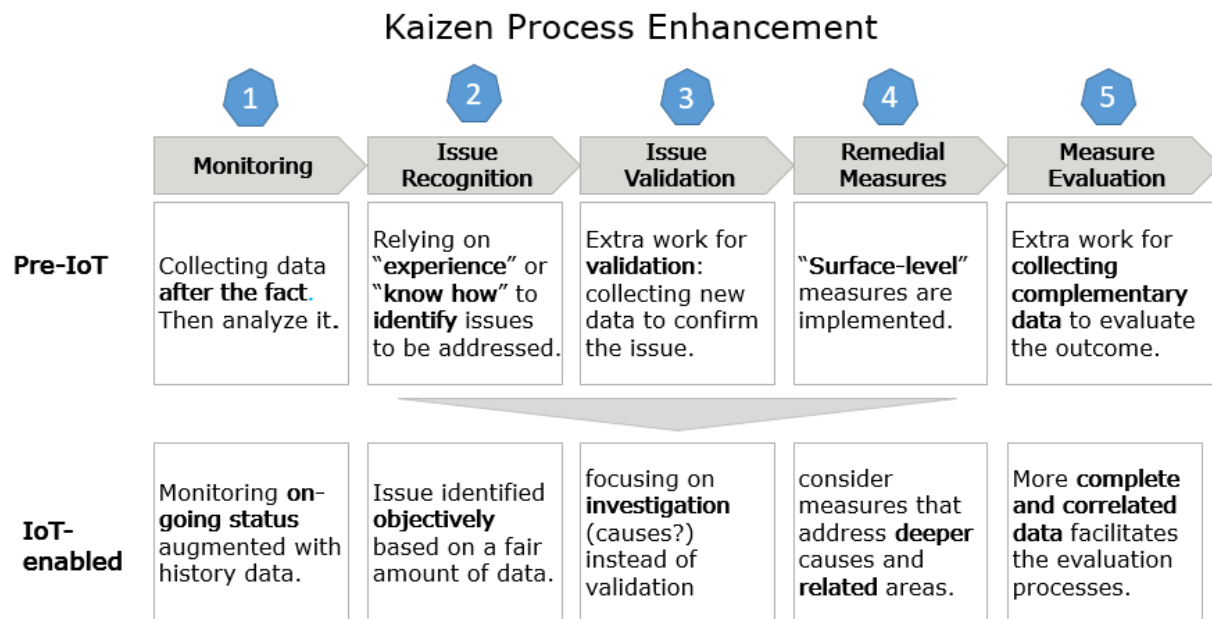 Kaizen Process Enhancement
1
2
3
4
5
Monitoring
Issue
Recognition
Issue
Validation
Remedial
Measures
Measure
Evaluation
Pre-IoT
Collecting data
after the fact.
Then analyze it.
Relying on
“experience” or
“know how” to
identify issues
to be addressed.
Extra work for
validation:
collecting new
data to confirm
the issue.
“Surface-level”
measures are
implemented.
Extra work for
collecting
complementary
data to evaluate
the outcome.
IoT-
enabled
Monitoring on-
going status
augmented with
history data.
Issue identified
objectively
based on a fair
amount of data.
focusing on
investigation
(causes?)
instead of
validation
consider
measures that
address deeper
causes and
related areas.
More complete
and correlated
data facilitates
the evaluation
processes.